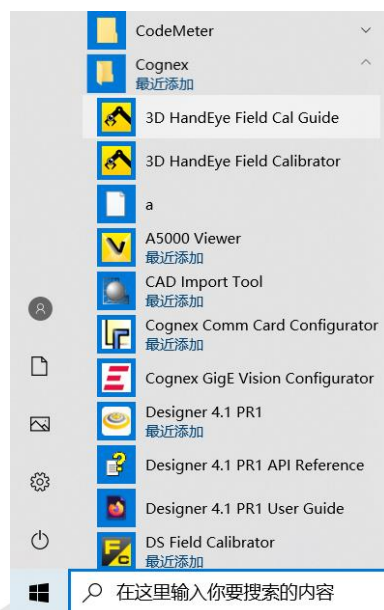 CodeMeter
Cognex
最近添加
3D HandEye Field Cal Guide
3D HandEye Field Calibrator
a
A5000 Viewer
最近添加
CAD Import Tool
最近添加
Cognex Comm Card Configurator
最近添加
Cognex GigE Vision Configurator
Designer 4.1 PR1
最近添加
Designer 4.1 PR1 API Reference
Designer 4.1 PR1 User Guide
DS Field Calibrator
最近添加
在这里输入你要搜索的内容